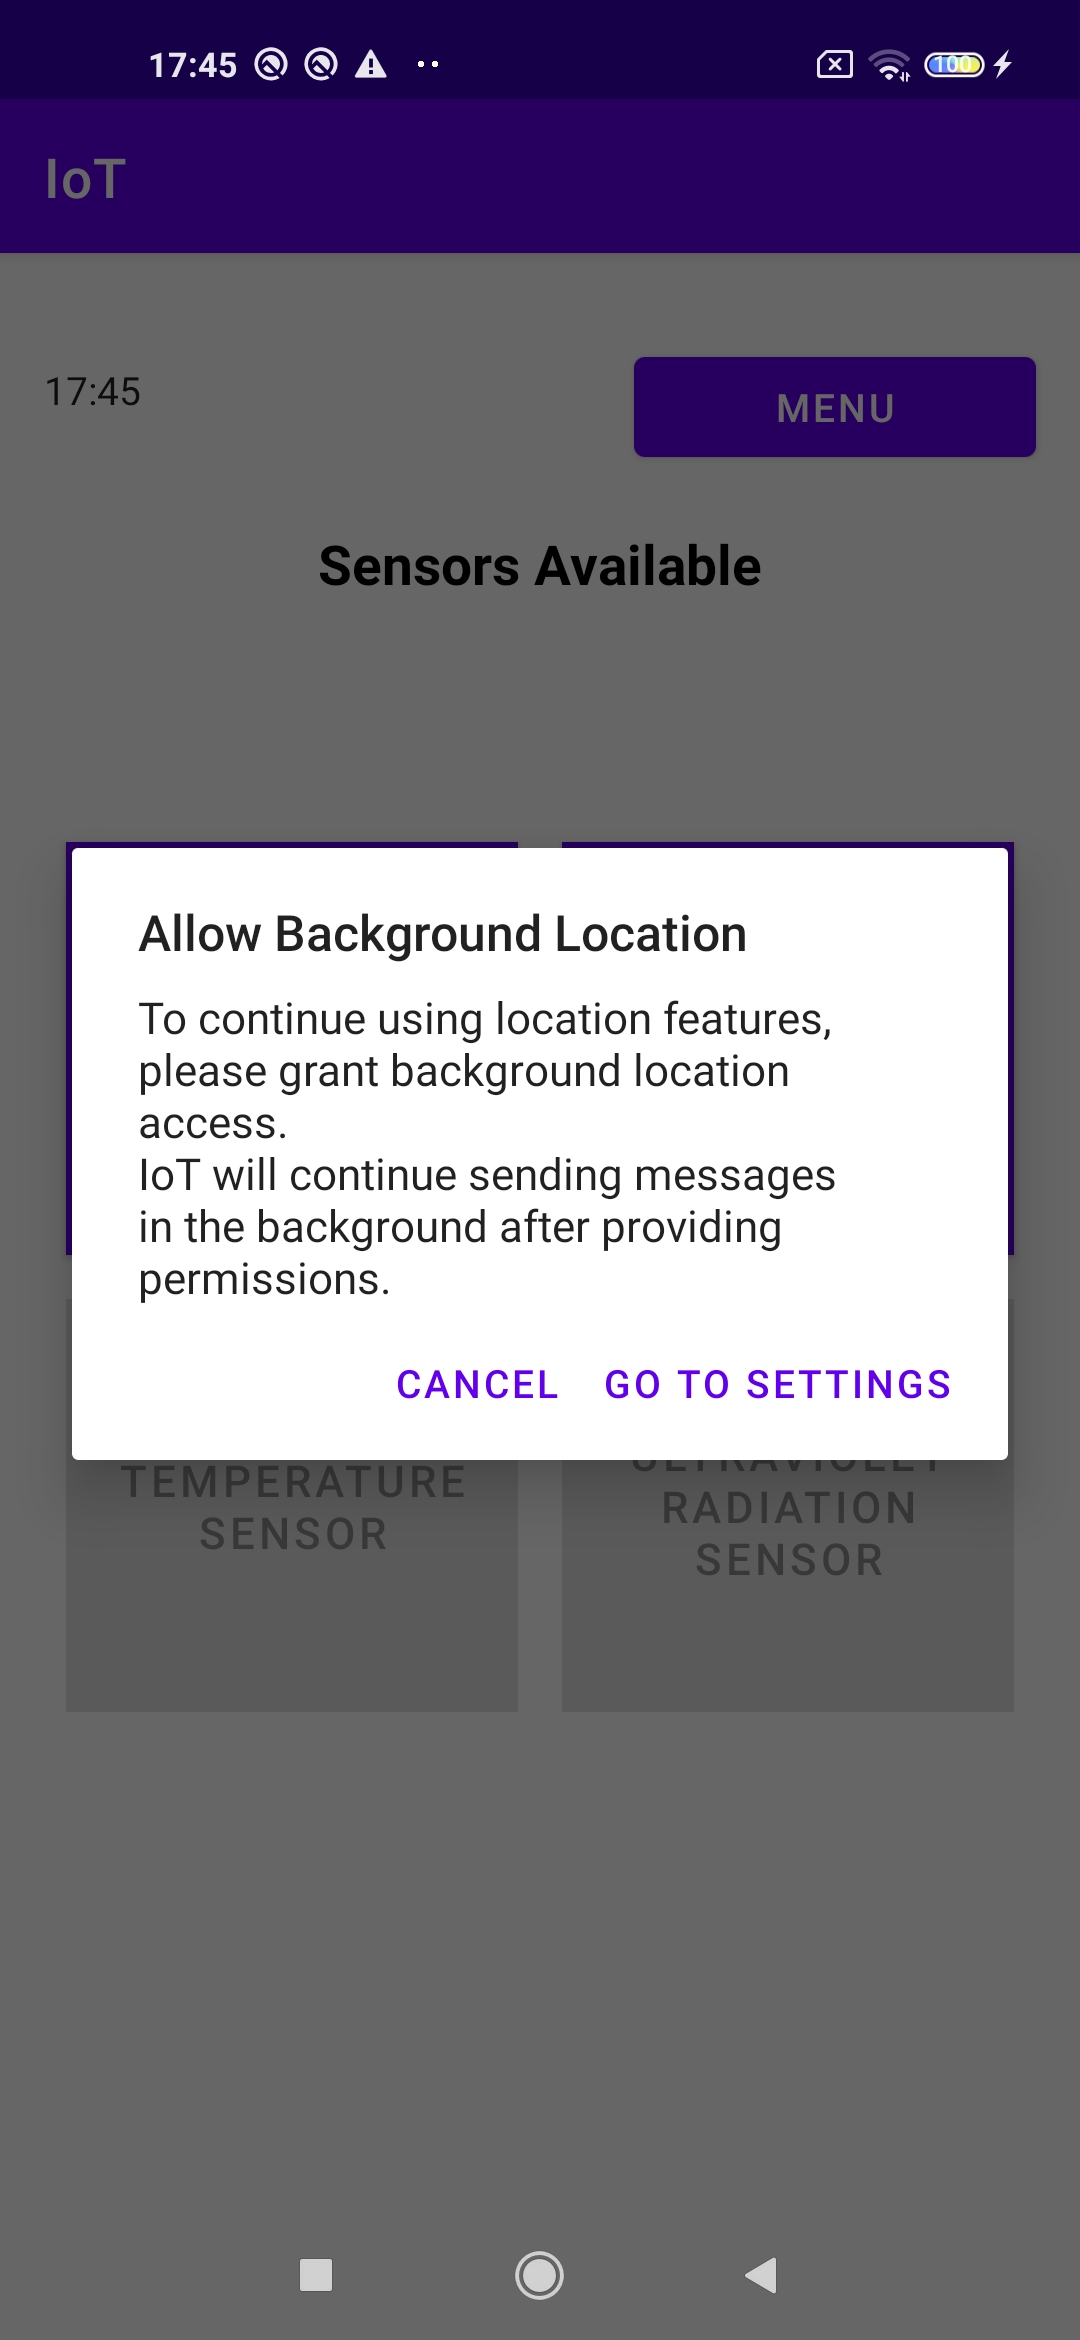 17:45
100
IoT
17:45
MENU
Sensors Available
Allow Background Location
To continue using location features,
please grant background location
access.
IoT will continue sending messages
in the background after providing
permissions.
CANCEL GO TO SETTINGS
TEMPERATURE
SENSOR
ULTRAVIOLET
RADIATION
SENSOR